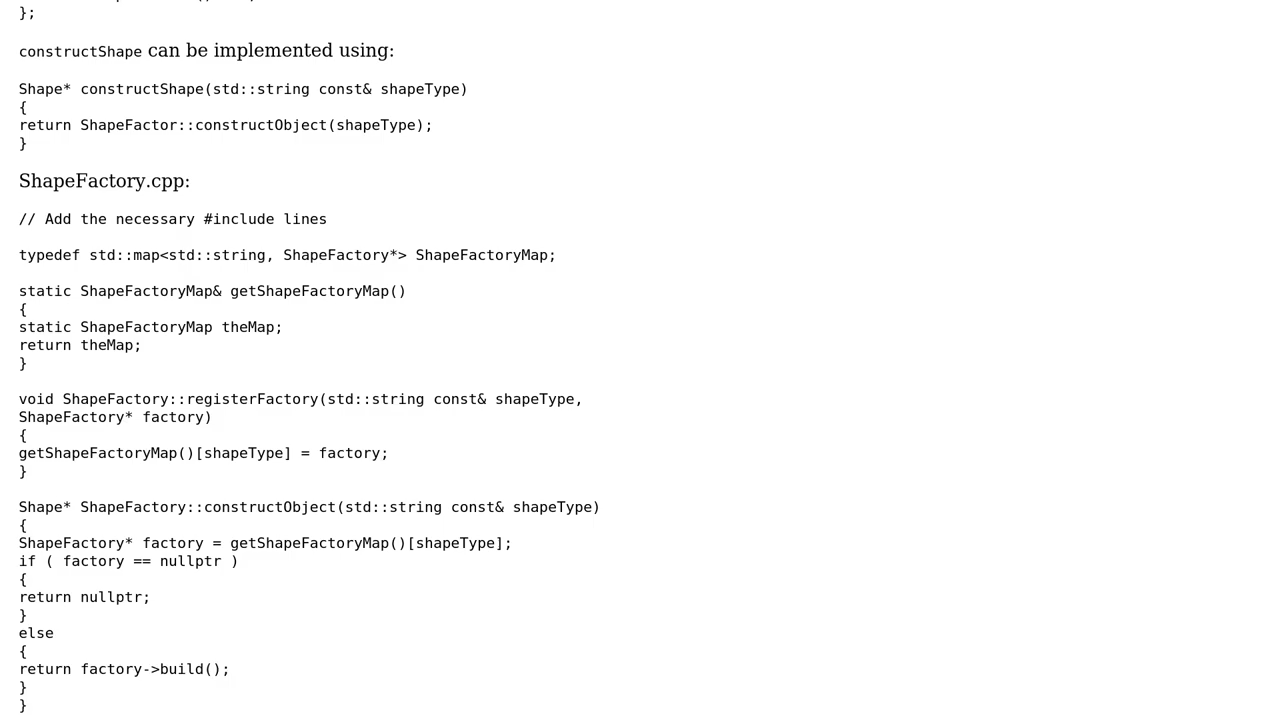 };
constructShape can be implemented using:
Shape* constructShape(std::string const& shapeType)
{
return ShapeFactor::constructObject(shapeType);
}
ShapeFactory.cpp:
// Add the necessary #include lines
typedef std::map<std::string, ShapeFactory*> ShapeFactoryMap;
static ShapeFactoryMap& getShapeFactoryMap()
{
static ShapeFactoryMap theMap;
return theMap;
}
void ShapeFactory::registerFactory(std::string const& shapeType,
ShapeFactory* factory)
{
getShapeFactoryMap()[shapeType] = factory;
}
Shape* ShapeFactory::constructObject(std::string const& shapeType)
{
ShapeFactory* factory = getShapeFactoryMap()[shapeType];
if ( factory == nullptr )
{
return nullptr;
}
else
{
return factory->build();
}
}